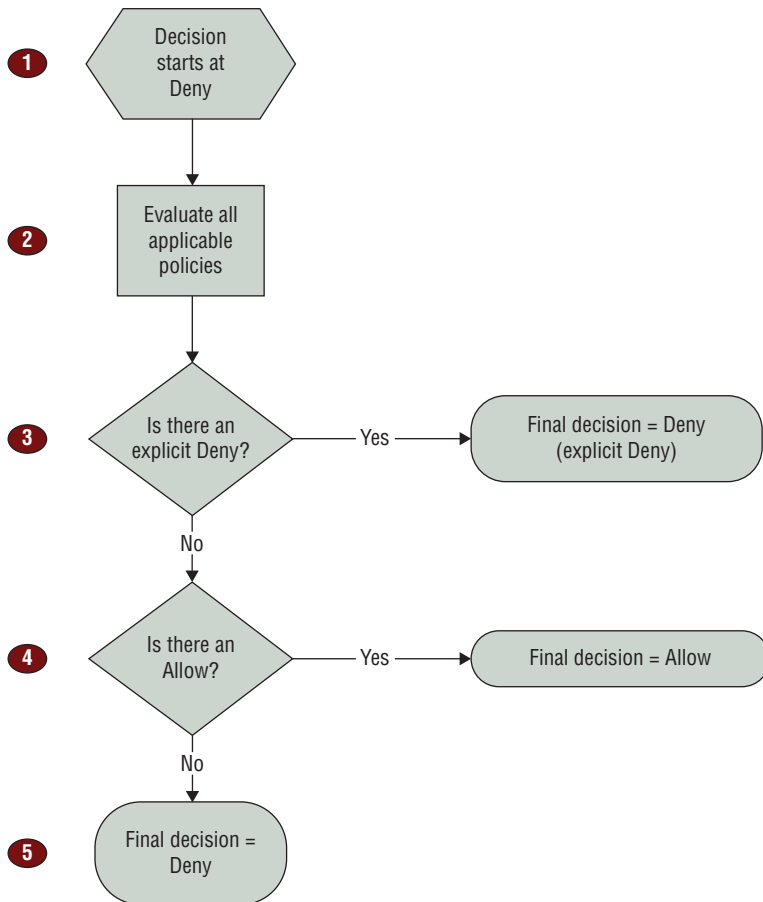 1
Decision
starts at
Deny
2
Evaluate all
applicable
policies
3
Is there an
explicit Deny?
Yes
Final decision = Deny
(explicit Deny)
No
4
Is there an
Allow?
Yes
Final decision = Allow
No
5
Final decision =
Deny